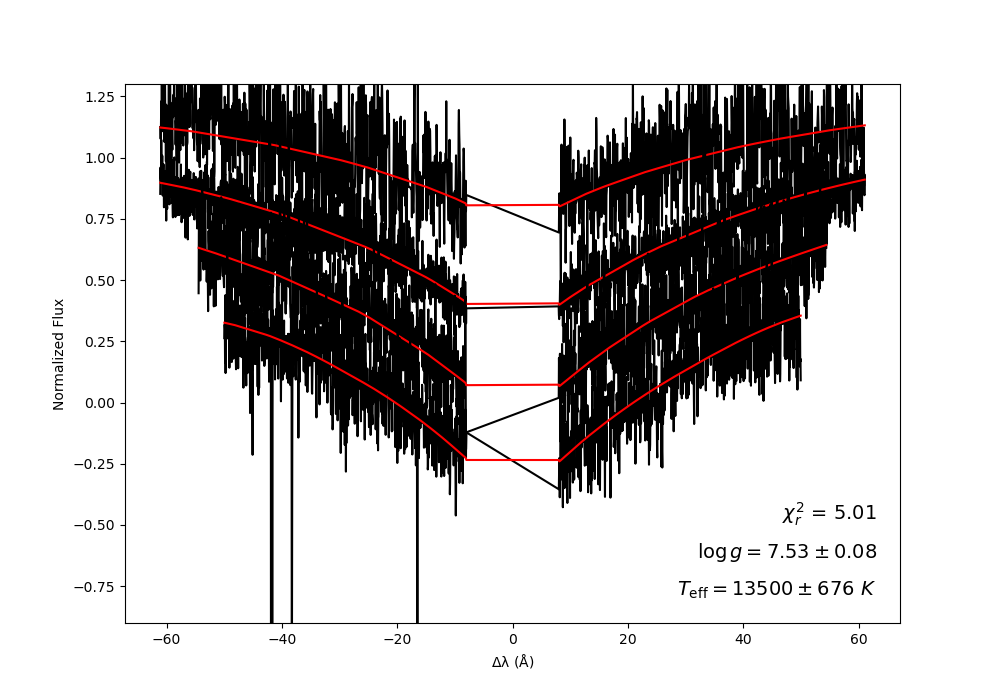 1.25
1.00
0.75
0.50
0.25
0.00
−0.25
−0.50
−0.75
Normalized Flux
χ²ᵣ = 5.01
log g = 7.53 ± 0.08
T_eff = 13500 ± 676 K
−60 −40 −20 0 20 40 60
Δλ (Å)